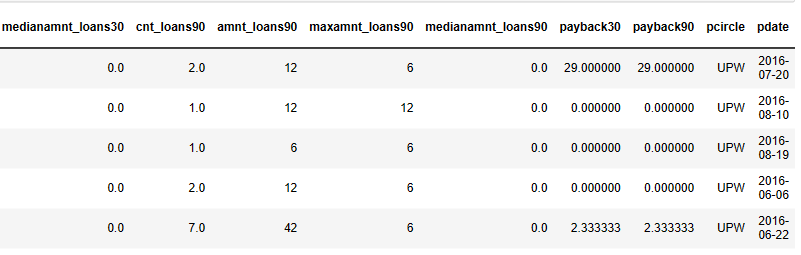 medianamnt_loans30 cnt_loans90 amnt_loans90 maxamnt_loans90 medianamnt_loans90 payback30 payback90 pcircle pdate
0.0 2.0 12 6 0.0 29.000000 29.000000 UPW 2016-
07-20
0.0 1.0 12 12 0.0 0.000000 0.000000 UPW 2016-
08-10
0.0 1.0 6 6 0.0 0.000000 0.000000 UPW 2016-
08-19
0.0 2.0 12 6 0.0 0.000000 0.000000 UPW 2016-
06-06
0.0 7.0 42 6 0.0 2.333333 2.333333 UPW 2016-
06-22